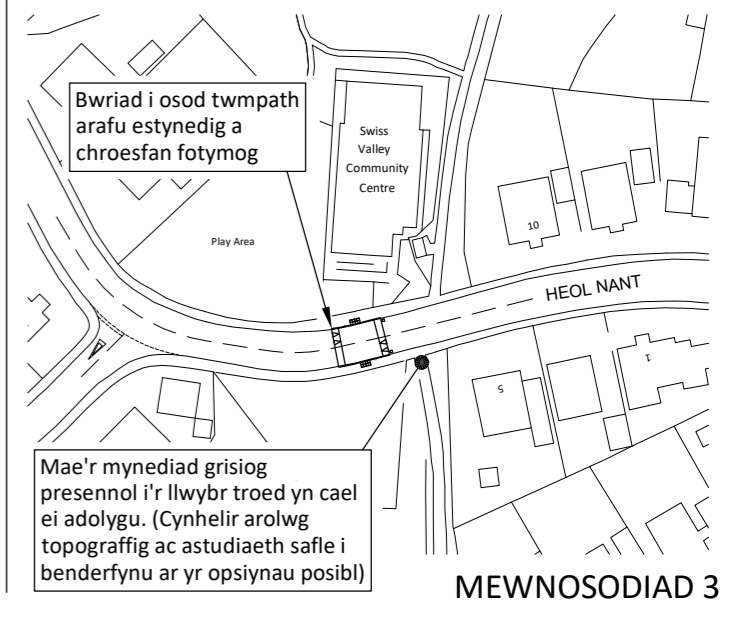 Bwriad i osod twmpath
arafu estynedig a
chroesfan fotymog
Swiss
Valley
Community
Centre
Play Area
10
HEOL NANT
1
5
Mae'r mynediad grisiog
presennol i'r llwybr troed yn cael
ei adolygu. (Cynhelir arolwg
topograffig ac astudiaeth safle i
benderfynu ar yr opsiynau posibl)
MEWNOSODIAD 3